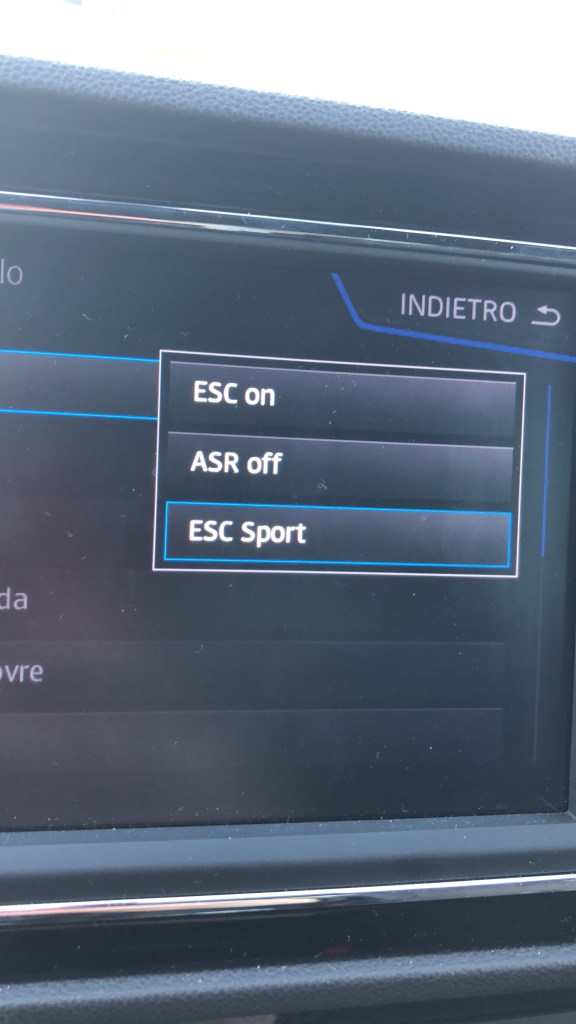 lo
INDIETRO
ESC on
ASR off
ESC Sport
da
ovre